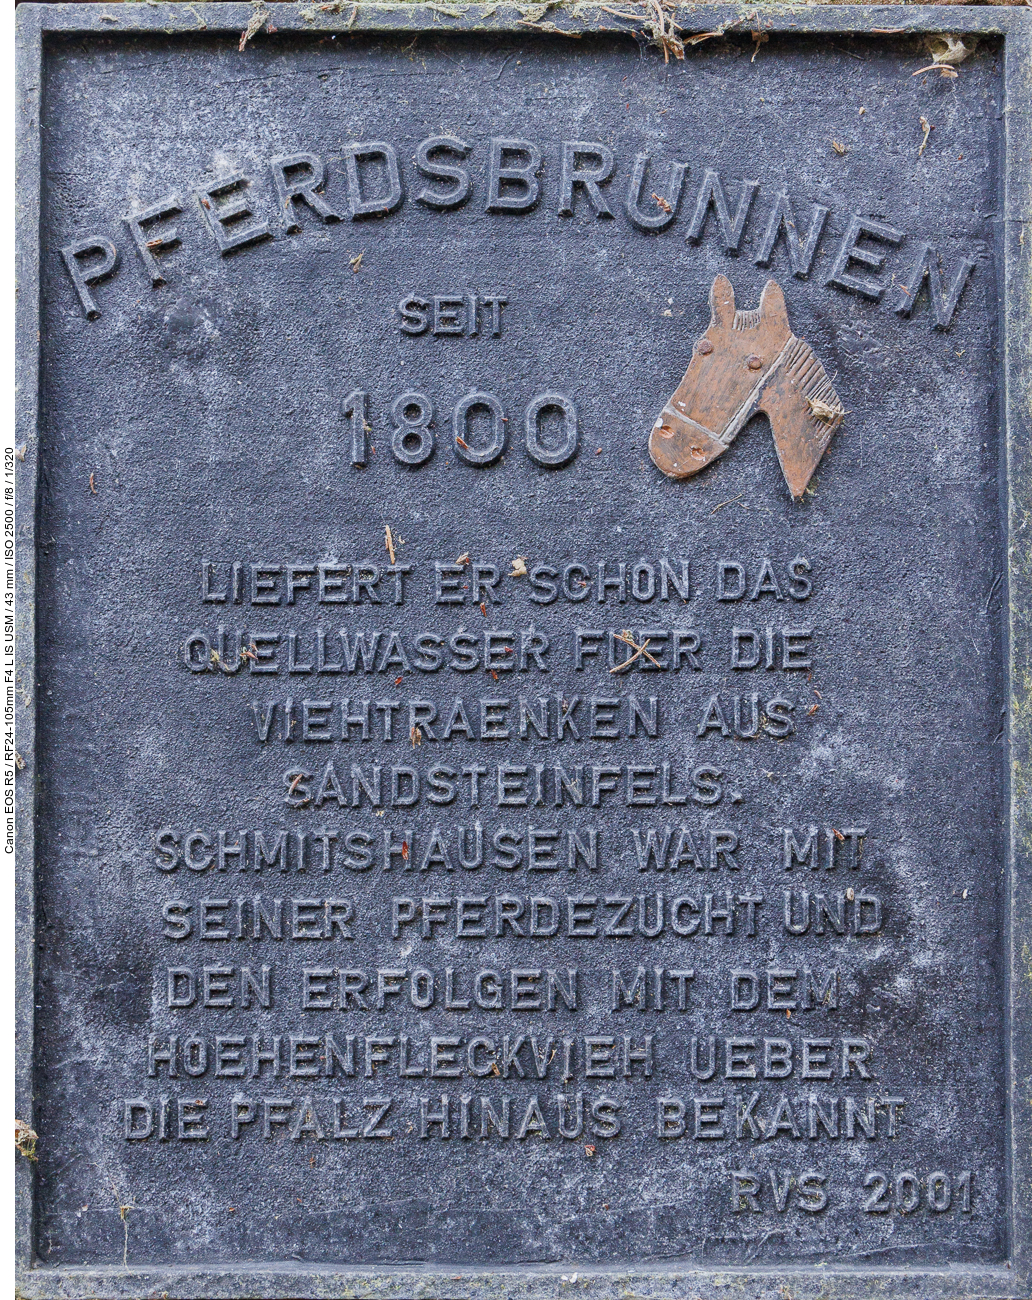 PFERDSBRUNNEN
SEIT
1800
LIEFERT ER SCHON DAS
QUELLWASSER FUER DIE
VIEHTRAENKEN AUS
SANDSTEINFELS.
SCHMITSHAUSEN WAR MIT
SEINER PFERDEZUCHT UND
DEN ERFOLGEN MIT DEM
HOEHENFLECKVIEH UEBER
DIE PFALZ HINAUS BEKANNT
RVS 2001
Canon EOS R5 / RF24-105mm F4 L IS USM / 43 mm / ISO 2500 / f/8 / 1/320